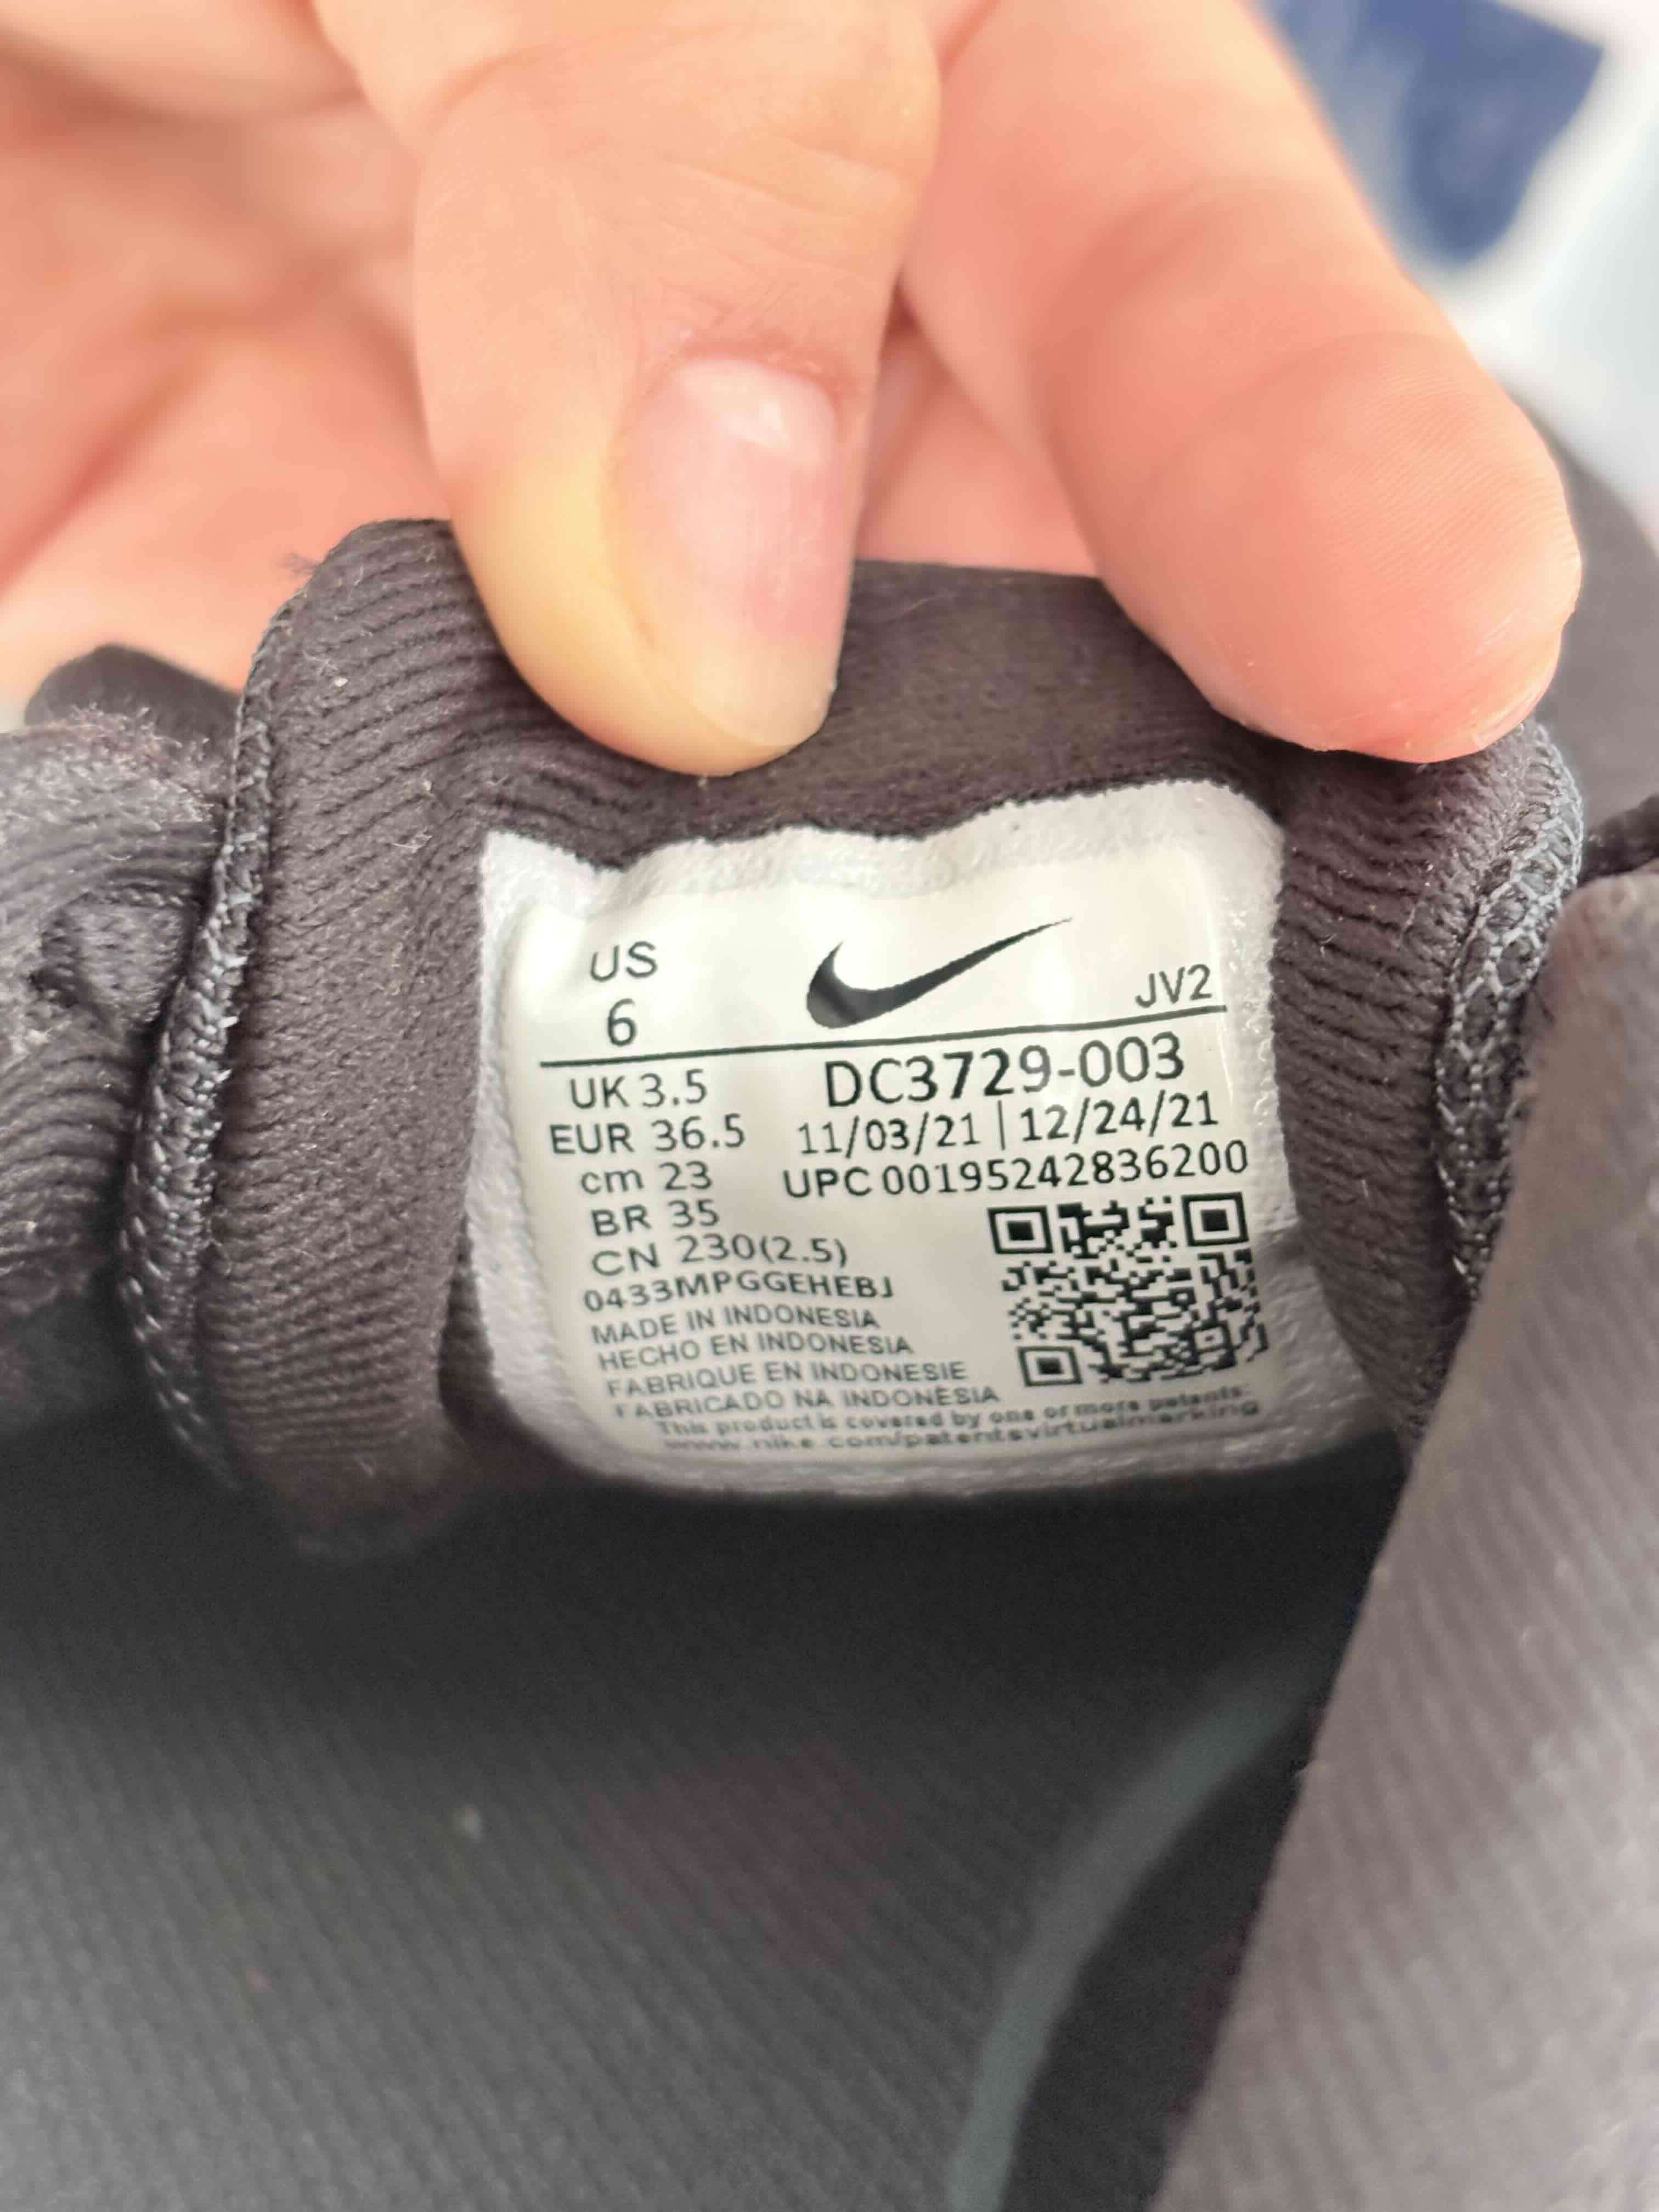 US
6
JV2
UK 3.5
DC3729-003
EUR 36.5
11/03/21 | 12/24/21
cm 23
UPC 00195242836200
BR 35
CN 230(2.5)
0433MPGGEHEBJ
MADE IN INDONESIA
HECHO EN INDONESIA
FABRIQUE EN INDONESIE
FABRICADO NA INDONÉSIA
This product is covered by one or more patents:
www.nike.com/patentsvirtualmarking